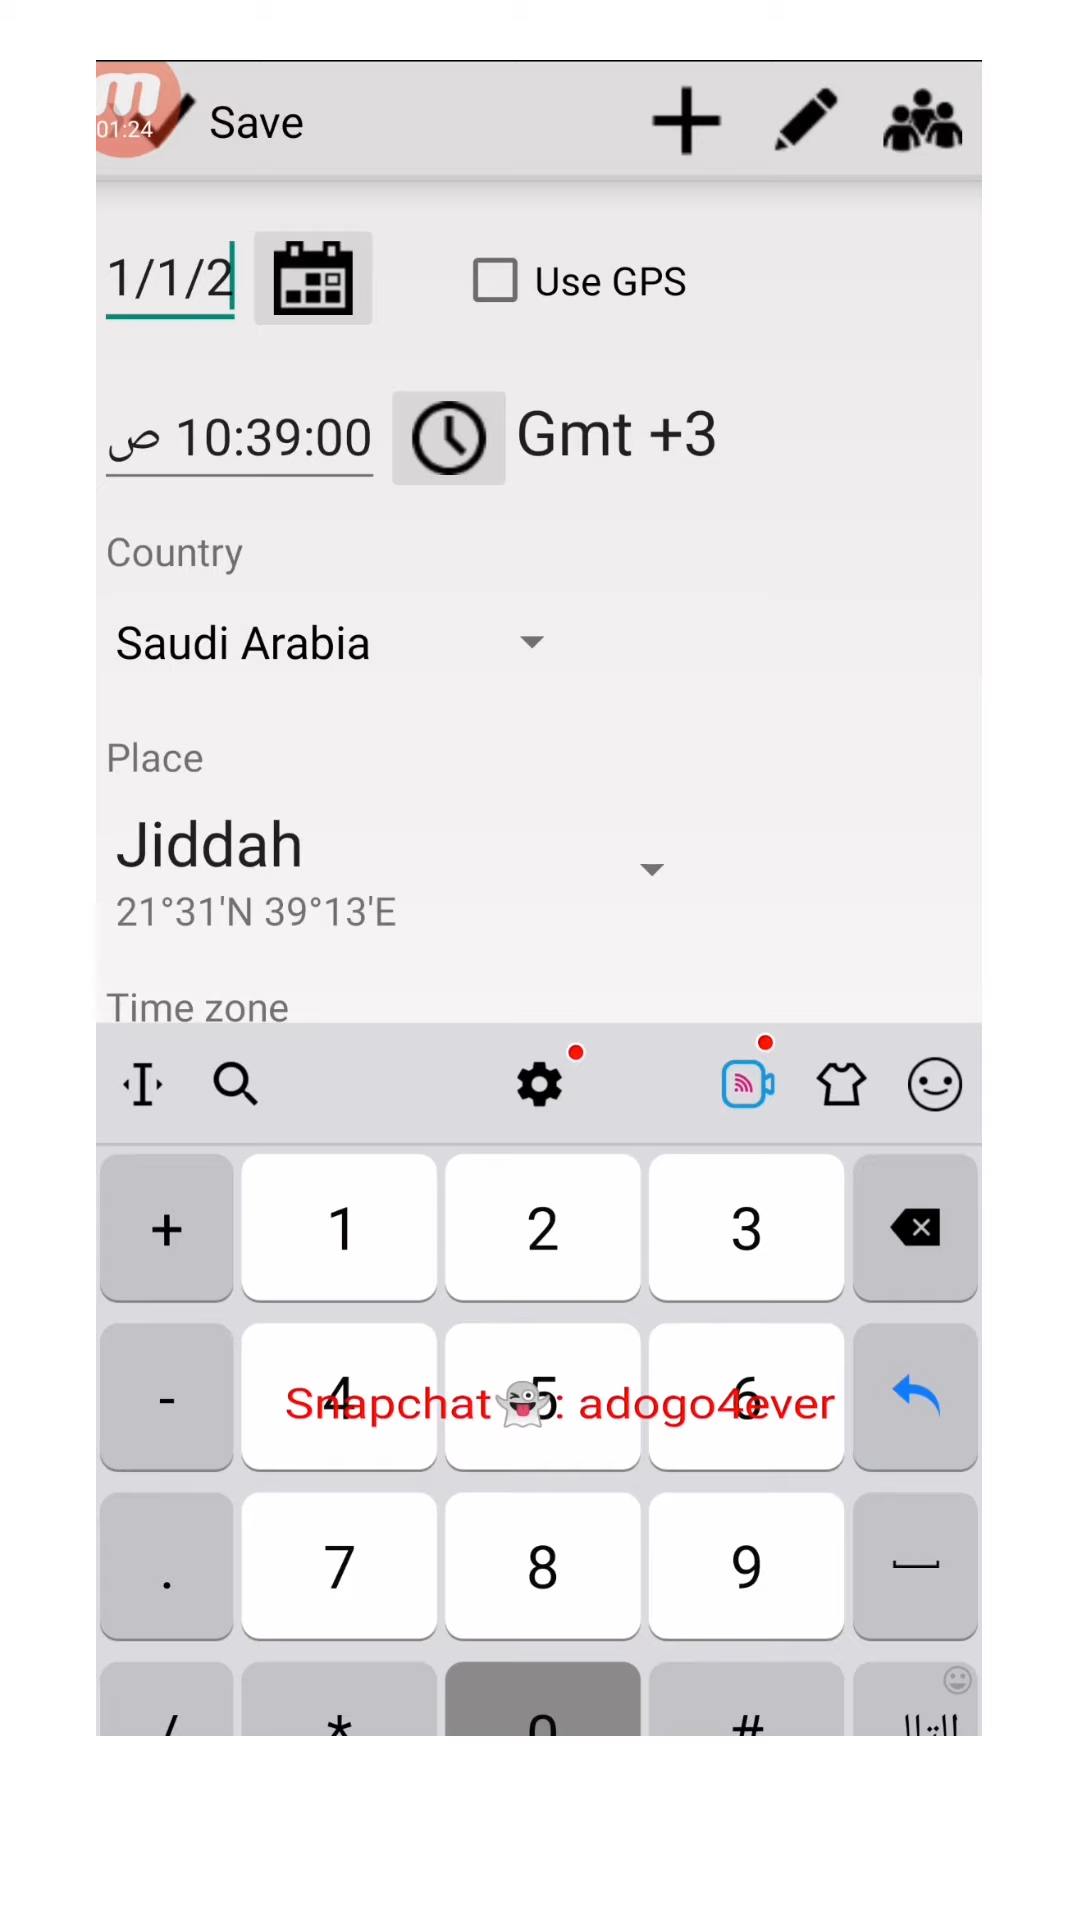 01:24
Save
1/1/2
Use GPS
10:39:00 ص
Gmt +3
Country
Saudi Arabia
Place
Jiddah
21°31'N 39°13'E
Time zone
+ 1 2 3
- 4 5 6
Snapchat👻: adogo4ever
. 7 8 9
/ * 0 #